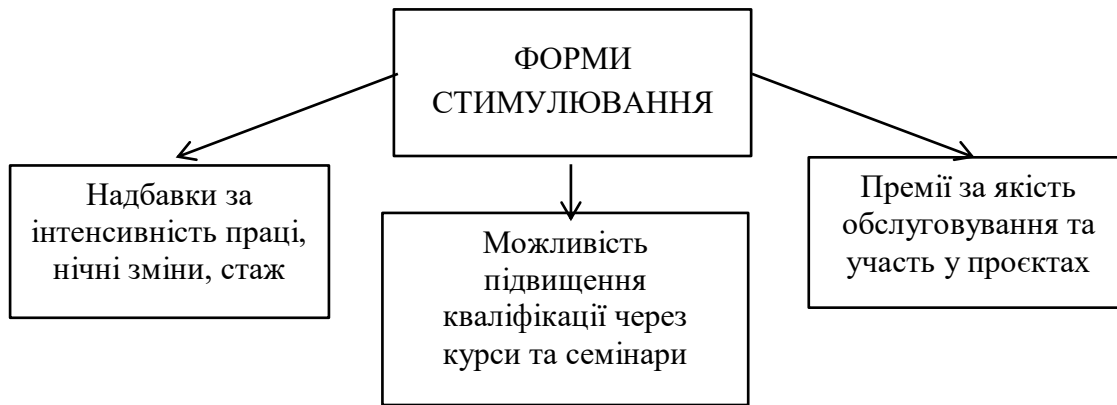 ФОРМИ
СТИМУЛЮВАННЯ
Надбавки за
інтенсивність праці,
нічні зміни, стаж
Можливість
підвищення
кваліфікації через
курси та семінари
Премії за якість
обслуговування та
участь у проєктах